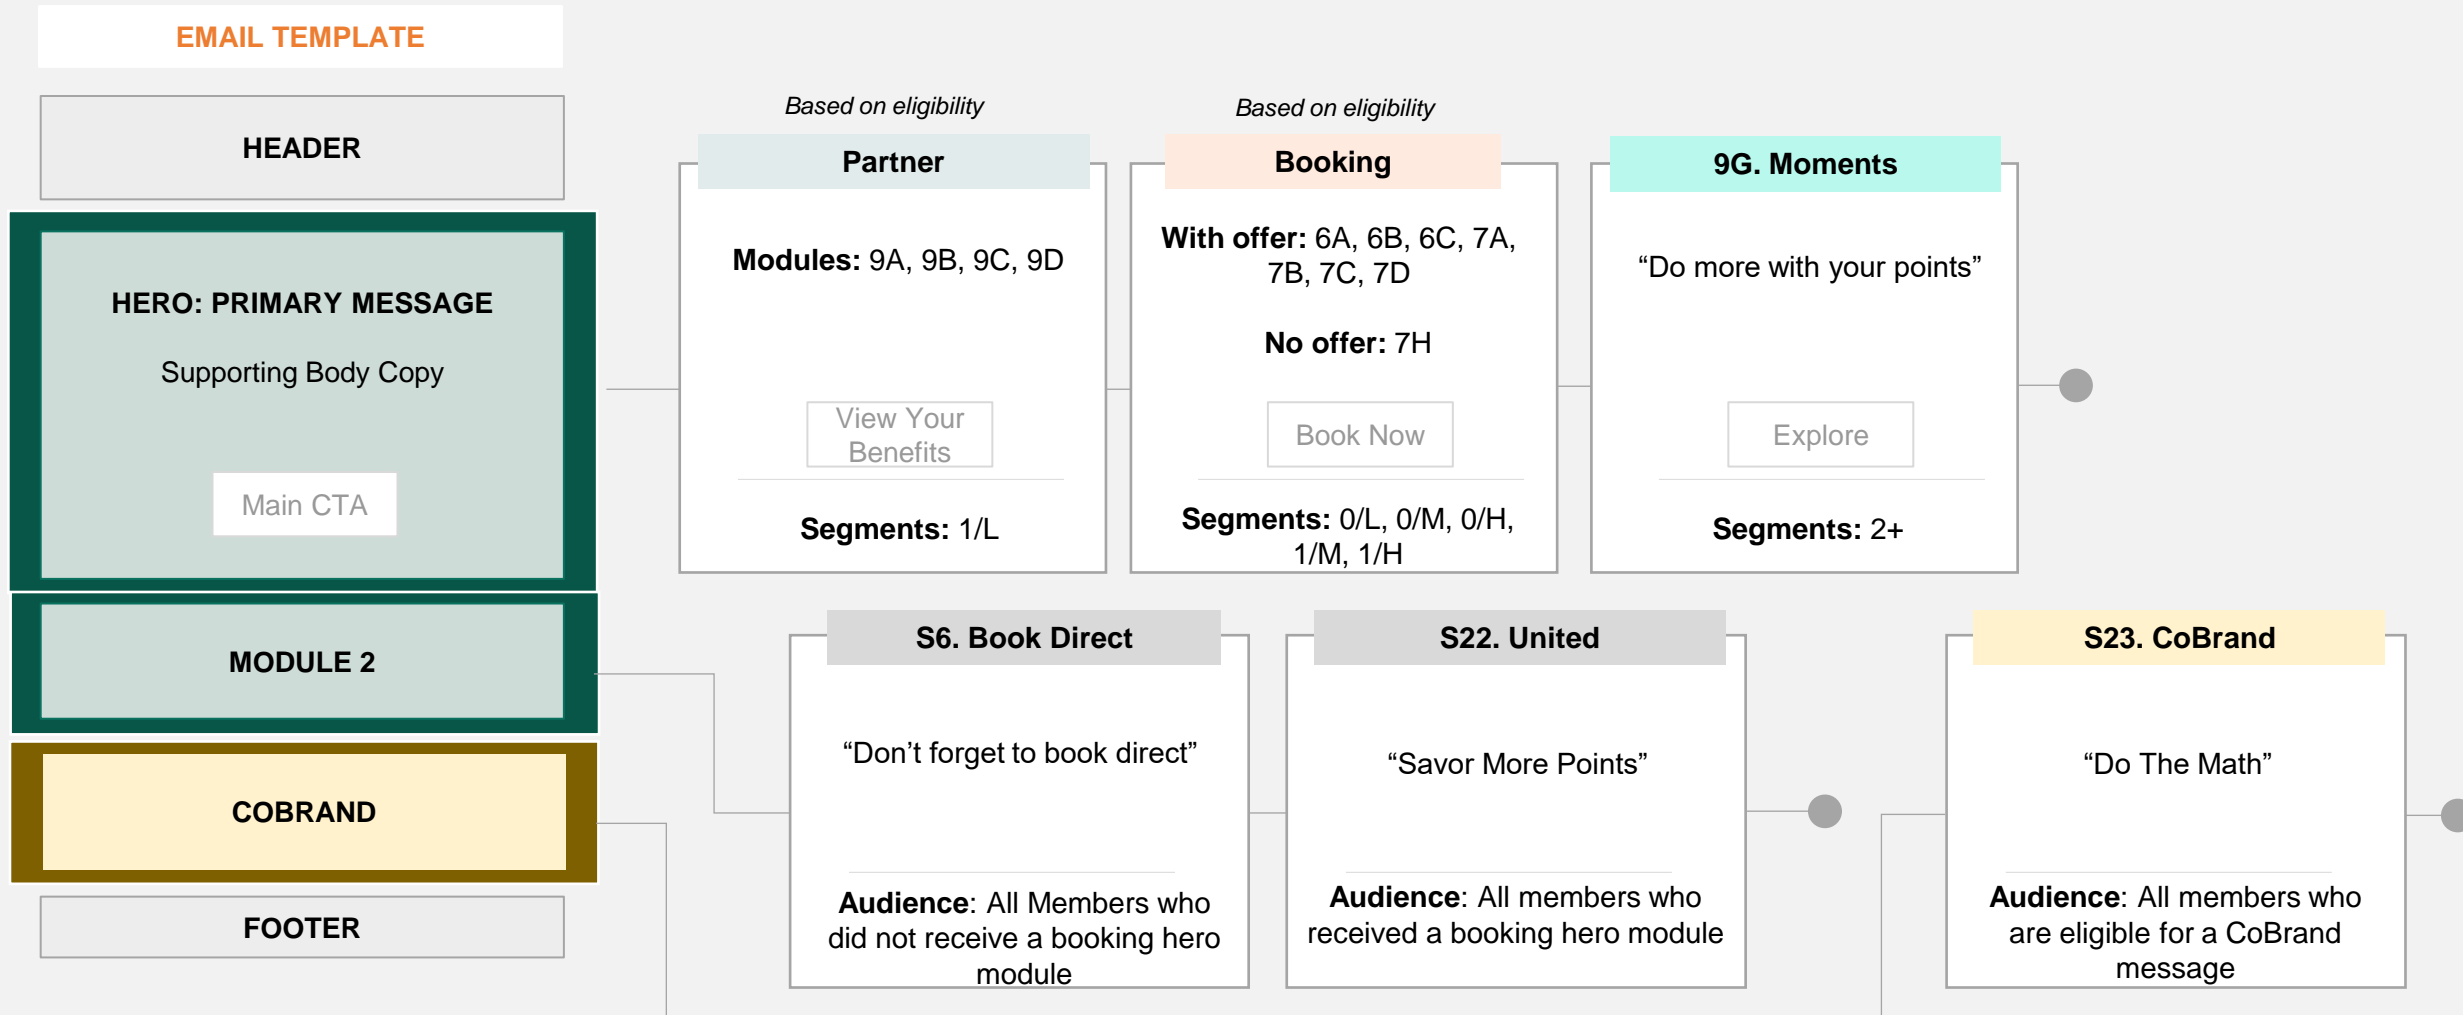 EMAIL TEMPLATE
HEADER
HERO: PRIMARY MESSAGE
Supporting Body Copy
Main CTA
MODULE 2
COBRAND
FOOTER
Based on eligibility
Partner
Modules: 9A, 9B, 9C, 9D
View Your
Benefits
Segments: 1/L
Based on eligibility
Booking
With offer: 6A, 6B, 6C, 7A,
7B, 7C, 7D
No offer: 7H
Book Now
Segments: 0/L, 0/M, 0/H,
1/M, 1/H
9G. Moments
“Do more with your points”
Explore
Segments: 2+
S6. Book Direct
“Don’t forget to book direct”
Audience: All Members who
did not receive a booking hero
module
S22. United
“Savor More Points”
Audience: All members who
received a booking hero module
S23. CoBrand
“Do The Math”
Audience: All members who
are eligible for a CoBrand
message